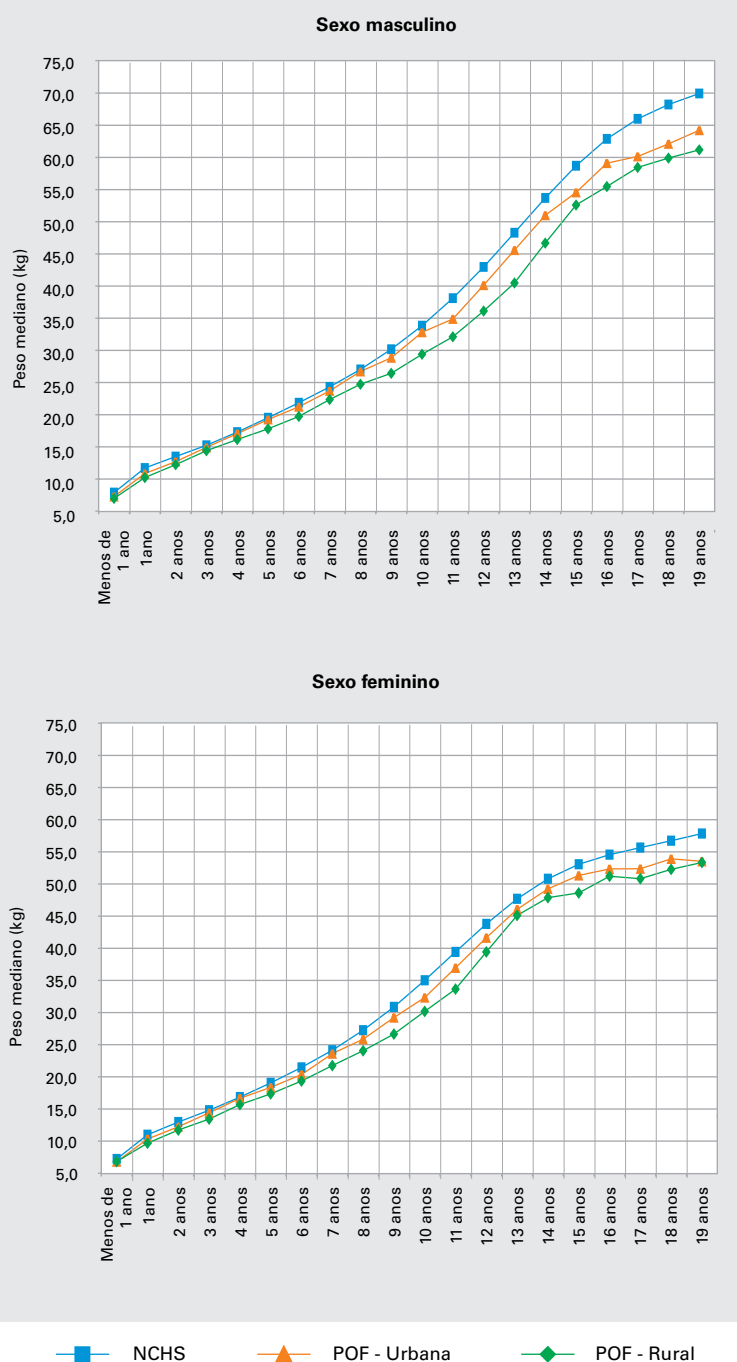 Sexo masculino
Peso mediano (kg)
75,0
70,0
65,0
60,0
55,0
50,0
45,0
40,0
35,0
30,0
25,0
20,0
15,0
10,0
5,0
Menos de
1 ano
1ano
2 anos
3 anos
4 anos
5 anos
6 anos
7 anos
8 anos
9 anos
10 anos
11 anos
12 anos
13 anos
14 anos
15 anos
16 anos
17 anos
18 anos
19 anos
Sexo feminino
Peso mediano (kg)
75,0
70,0
65,0
60,0
55,0
50,0
45,0
40,0
35,0
30,0
25,0
20,0
15,0
10,0
5,0
Menos de
1 ano
1ano
2 anos
3 anos
4 anos
5 anos
6 anos
7 anos
8 anos
9 anos
10 anos
11 anos
12 anos
13 anos
14 anos
15 anos
16 anos
17 anos
18 anos
19 anos
NCHS POF - Urbana POF - Rural